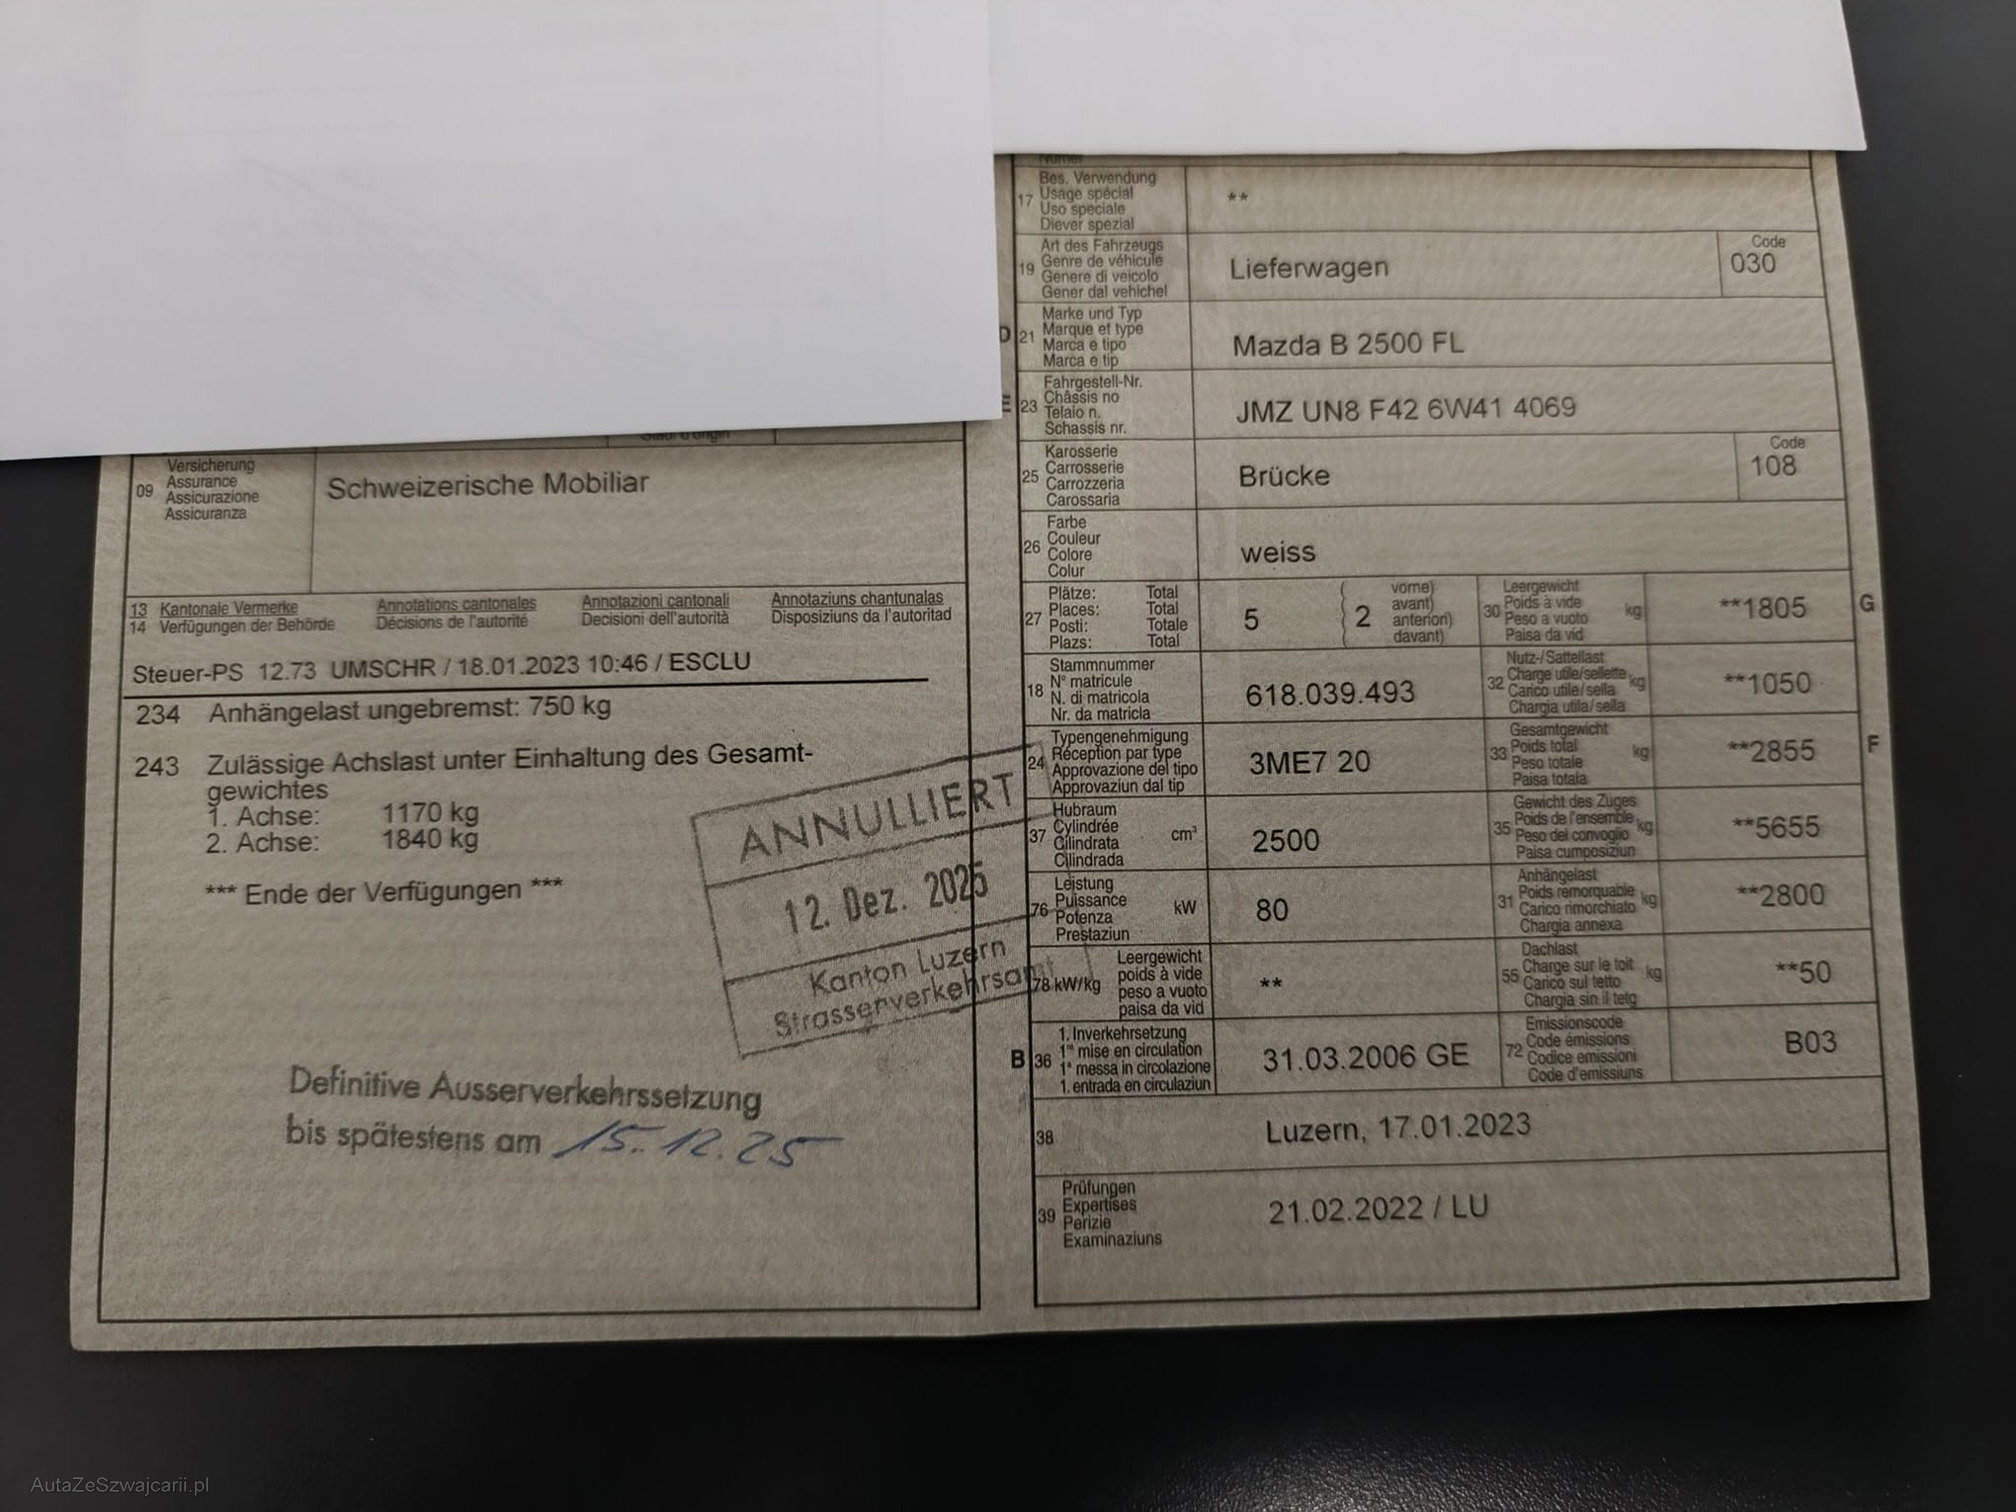 09 Versicherung
Assurance
Assicurazione
Assicuranza
Schweizerische Mobiliar
13 Kantonale Vermerke Annotations cantonales Annotazioni cantonali Annotaziuns chantunalas
14 Verfügungen der Behörde Décisions de l'autorité Decisioni dell'autorità Disposiziuns da l'autoritad
Steuer-PS 12.73 UMSCHR / 18.01.2023 10:46 / ESCLU
234 Anhängelast ungebremst: 750 kg
243 Zulässige Achslast unter Einhaltung des Gesamt-
gewichtes
1. Achse: 1170 kg
2. Achse: 1840 kg
*** Ende der Verfügungen ***
ANNULLIERT
12. Dez. 2025
Kanton Luzern
Strasserverkehrsamt
Definitive Ausserverkehrssetzung
bis spätestens am 15.12.25
17 Bes. Verwendung
Usage spécial
Uso speciale
Diever spezial
**
19 Art des Fahrzeugs
Genre de véhicule
Genere di veicolo
Gener dal vehichel
Lieferwagen
Code
030
D 21 Marke und Typ
Marque et type
Marca e tipo
Marca e tip
Mazda B 2500 FL
E 23 Fahrgestell-Nr.
Châssis no
Telaio n.
Schassis nr.
JMZ UN8 F42 6W41 4069
25 Karosserie
Carrosserie
Carrozzeria
Carossaria
Brücke
Code
108
26 Farbe
Couleur
Colore
Colur
weiss
27 Plätze: Total
Places: Total
Posti: Totale
Plazs: Total
5 ( 2 vorne)
avant)
anteriori)
davant)
30 Leergewicht
Poids à vide
Peso a vuoto
Paisa da vid
kg
**1805
G
18 Stammnummer
N° matricule
N. di matricola
Nr. da matricla
618.039.493
32 Nutz-/Sattellast
Charge utile/sellette
Carico utile/sella
Chargia utila/sella
kg
**1050
24 Typengenehmigung
Réception par type
Approvazione del tipo
Approvaziun dal tip
3ME7 20
33 Gesamtgewicht
Poids total
Peso totale
Paisa totala
kg
**2855
F
37 Hubraum
Cylindrée
Cilindrata
Cilindrada
cm³
2500
35 Gewicht des Zuges
Poids de l'ensemble
Peso del convoglio
Paisa cumposiziun
kg
**5655
76 Leistung
Puissance
Potenza
Prestaziun
kW
80
31 Anhängelast
Poids remorquable
Carico rimorchiato
Chargia annexa
kg
**2800
78 kW/kg Leergewicht
poids à vide
peso a vuoto
paisa da vid
**
55 Dachlast
Charge sur le toit
Carico sul tetto
Chargia sin il tetg
kg
**50
B 36 1. Inverkehrsetzung
1re mise en circulation
1a messa in circolazione
1. entrada en circulaziun
31.03.2006 GE
72 Emissionscode
Code émissions
Codice emissioni
Code d'emissiuns
B03
38 Luzern, 17.01.2023
39 Prüfungen
Expertises
Perizie
Examinaziuns
21.02.2022 / LU
AutaZeSzwajcarii.pl